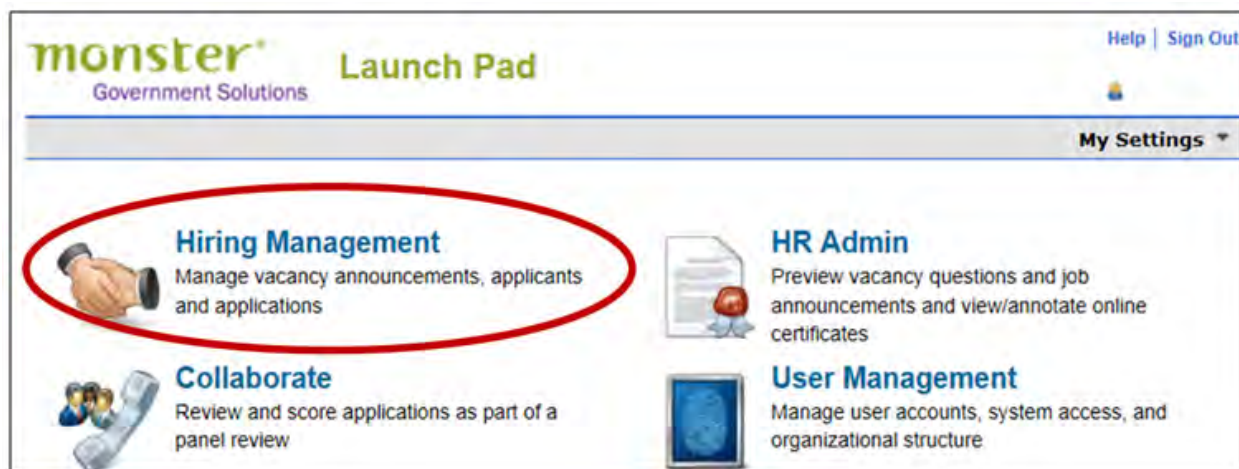 monster®
Government Solutions
Launch Pad
Help | Sign Out
My Settings
Hiring Management
Manage vacancy announcements, applicants
and applications
HR Admin
Preview vacancy questions and job
announcements and view/annotate online
certificates
Collaborate
Review and score applications as part of a
panel review
User Management
Manage user accounts, system access, and
organizational structure